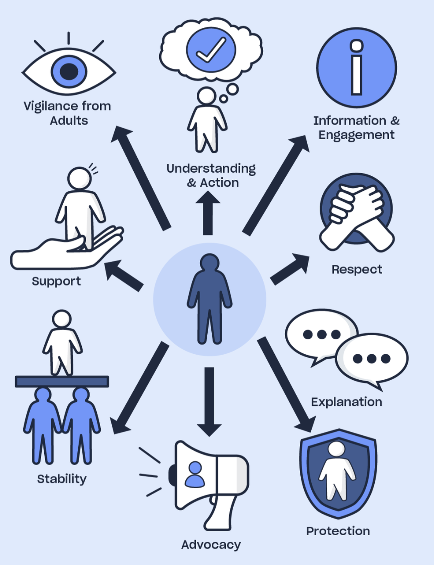 Vigilance from
Adults
Understanding
& Action
Information &
Engagement
Support
Respect
Explanation
Stability
Protection
Advocacy